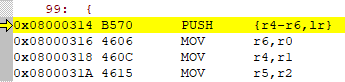 99: {
0x08000314 B570 PUSH {r4-r6,lr}
0x08000316 4606 MOV r6,r0
0x08000318 460C MOV r4,r1
0x0800031A 4615 MOV r5,r2